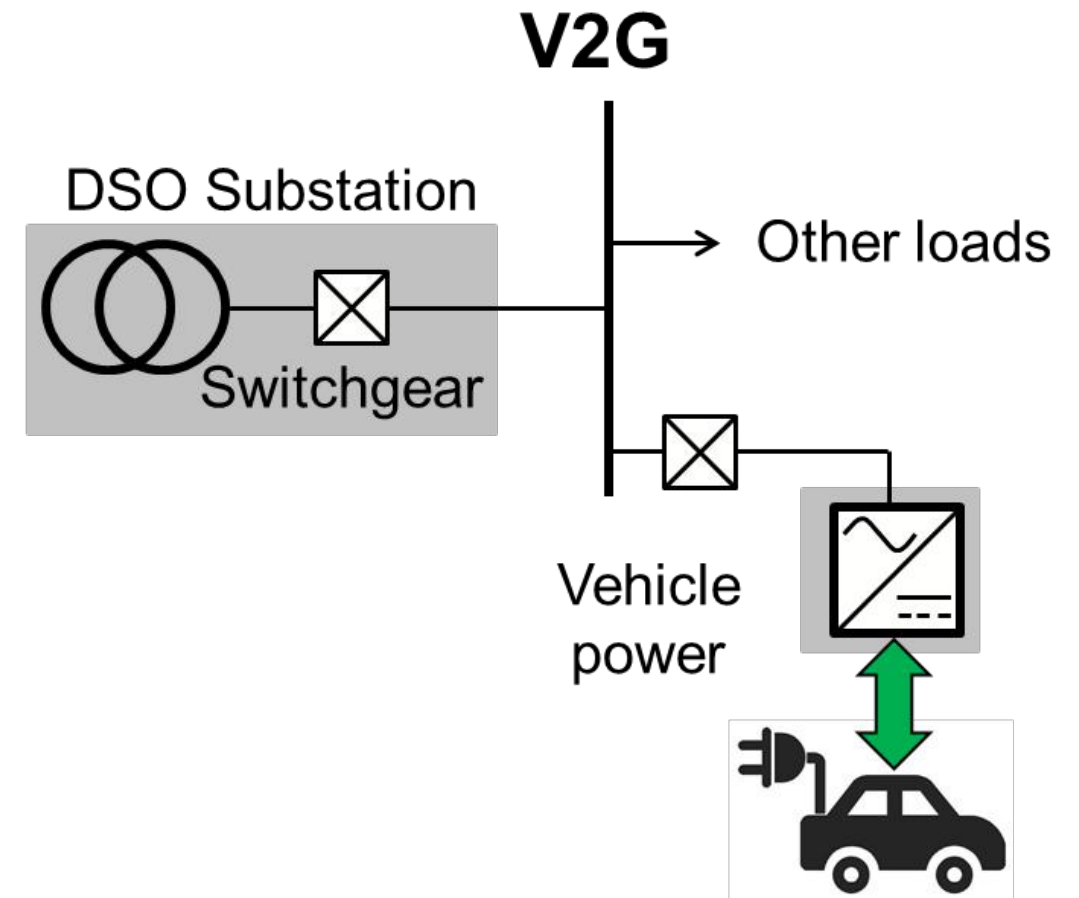 V2G
DSO Substation
Other loads
Switchgear
Vehicle
power